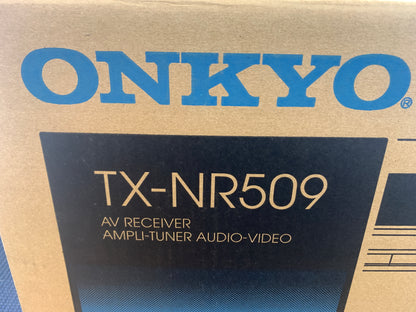 ONKYO®
TX-NR509
AV RECEIVER
AMPLI-TUNER AUDIO-VIDEO